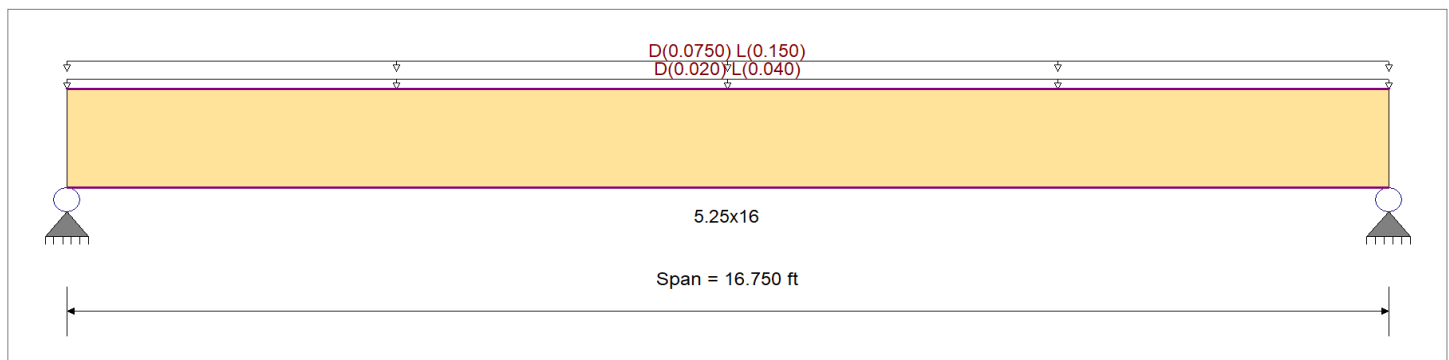 D(0.0750) L(0.150)
D(0.020) L(0.040)
5.25x16
Span = 16.750 ft